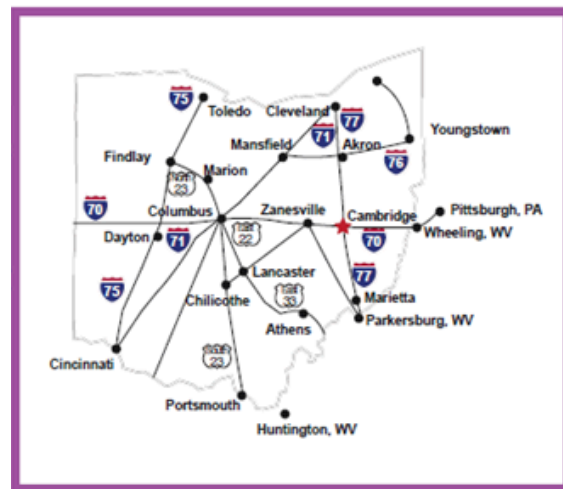 75
Toledo
Cleveland
77
71
Youngstown
Mansfield
Akron
Findlay
76
Marion
23
70
Columbus
Zanesville
Cambridge
Pittsburgh, PA
Dayton
71
22
70
Wheeling, WV
Lancaster
75
Chilicothe
77
33
Marietta
Athens
Parkersburg, WV
Cincinnati
23
Portsmouth
Huntington, WV